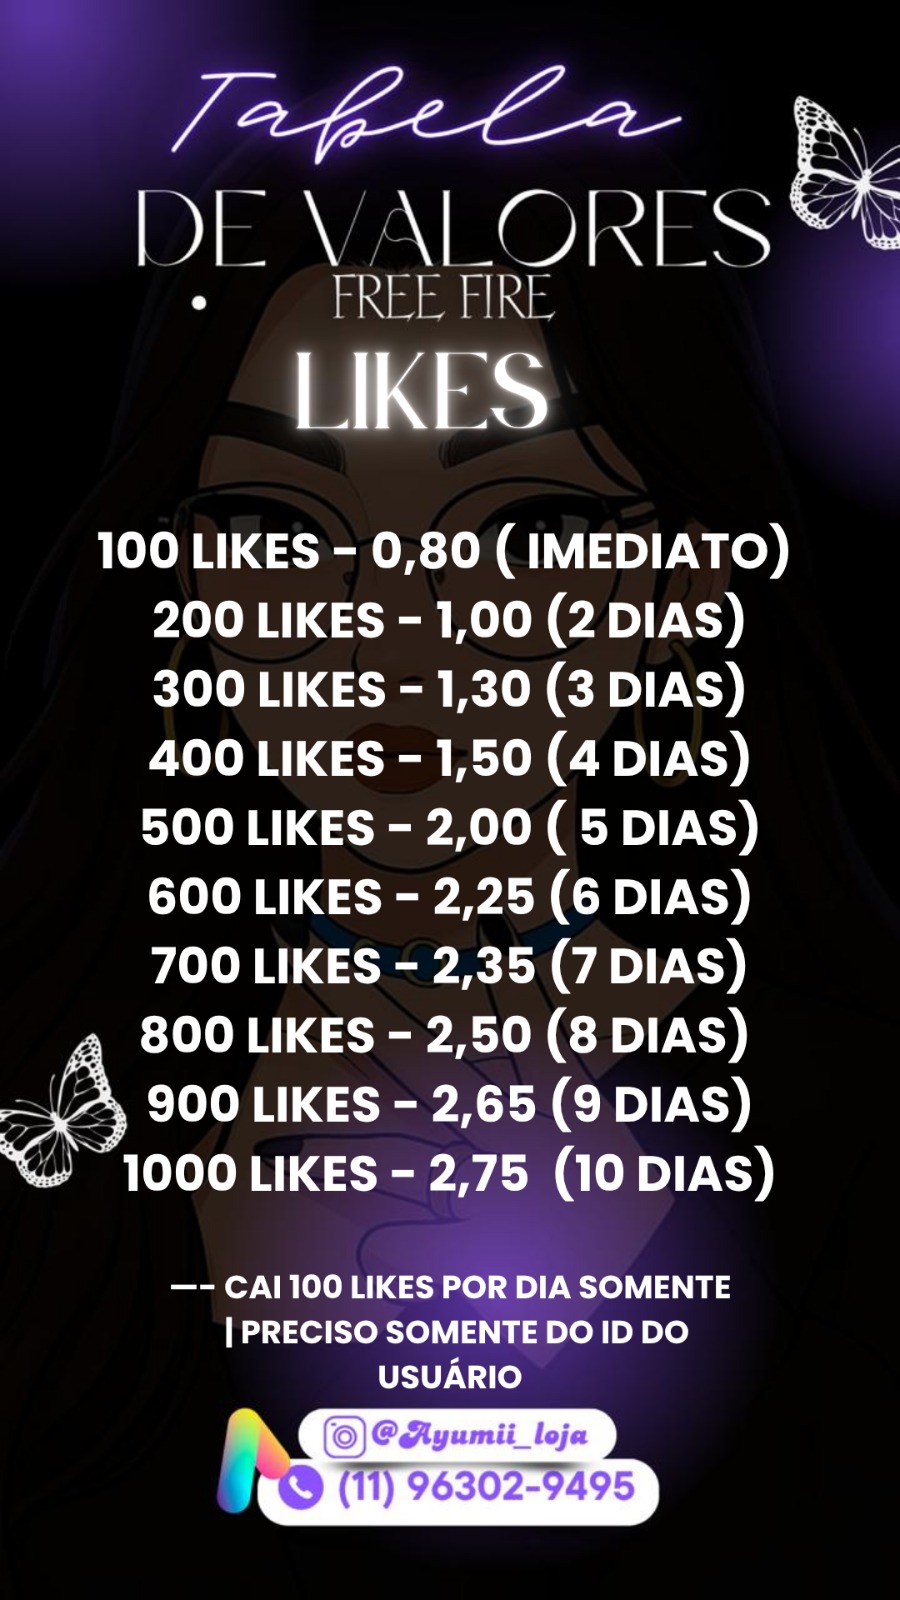 Tabela
DE VALORES
FREE FIRE
LIKES
100 LIKES - 0,80 ( IMEDIATO)
200 LIKES - 1,00 (2 DIAS)
300 LIKES - 1,30 (3 DIAS)
400 LIKES - 1,50 (4 DIAS)
500 LIKES - 2,00 ( 5 DIAS)
600 LIKES - 2,25 (6 DIAS)
700 LIKES - 2,35 (7 DIAS)
800 LIKES - 2,50 (8 DIAS)
900 LIKES - 2,65 (9 DIAS)
1000 LIKES - 2,75  (10 DIAS)
—- CAI 100 LIKES POR DIA SOMENTE
| PRECISO SOMENTE DO ID DO
USUÁRIO
@Ayumii_loja
(11) 96302-9495